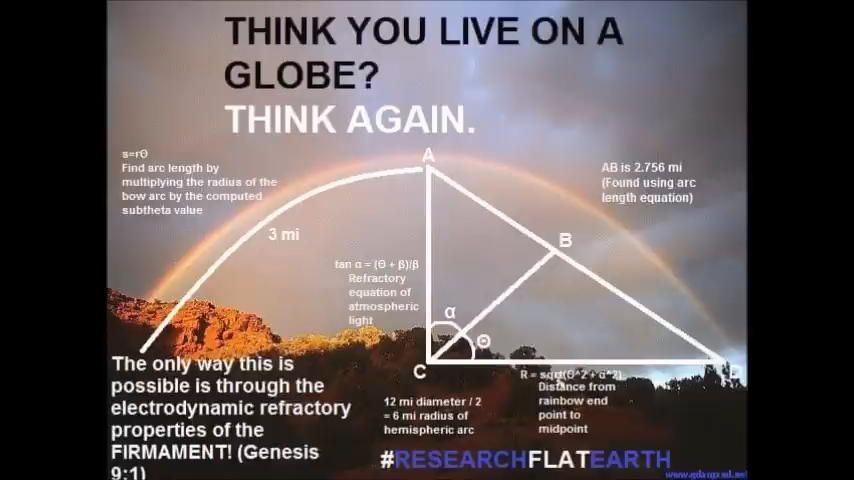 THINK YOU LIVE ON A
GLOBE?
THINK AGAIN.
s=rΘ
Find arc length by
multiplying the radius of the
bow arc by the computed
subtheta value
3 mi
A
AB is 2.756 mi
(Found using arc
length equation)
B
tan α = (Θ + β)/β
Refractory
equation of
atmospheric
light
α
Θ
C
D
The only way this is
possible is through the
electrodynamic refractory
properties of the
FIRMAMENT! (Genesis
9:1)
12 mi diameter / 2
= 6 mi radius of
hemispheric arc
R = sqrt(Θ^2 + α^2)
Distance from
rainbow end
point to
midpoint
#RESEARCHFLATEARTH